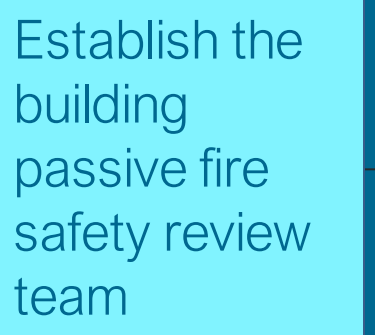 Establish the
building
passive fire
safety review
team